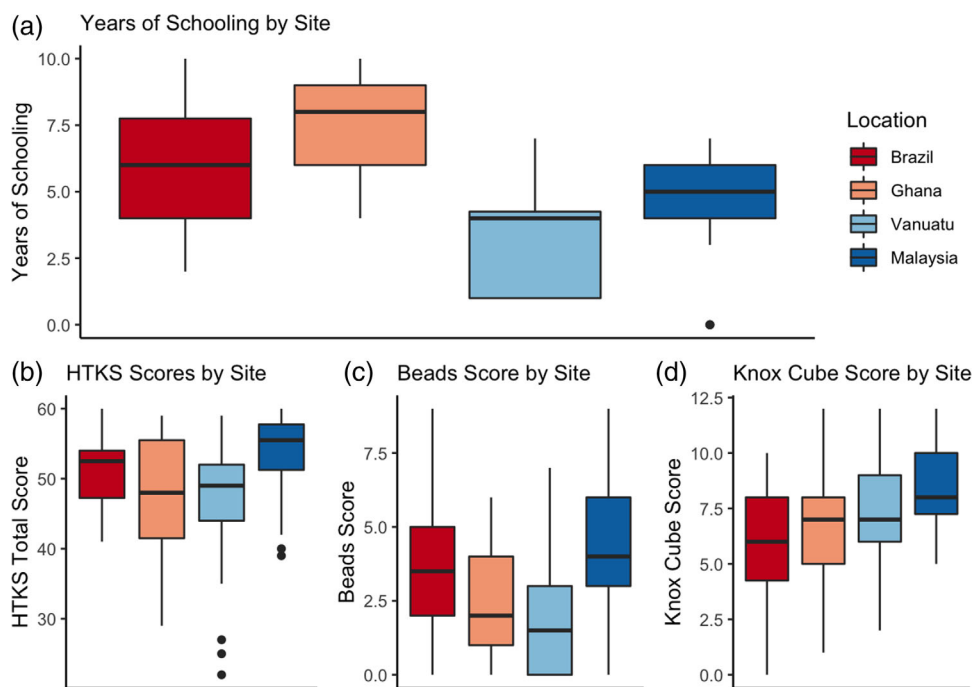 (a) Years of Schooling by Site
Years of Schooling
10.0
7.5
5.0
2.5
0.0
Location
Brazil
Ghana
Vanuatu
Malaysia
(b) HTKS Scores by Site
HTKS Total Score
60
50
40
30
(c) Beads Score by Site
Beads Score
7.5
5.0
2.5
0.0
(d) Knox Cube Score by Site
Knox Cube Score
12.5
10.0
7.5
5.0
2.5
0.0